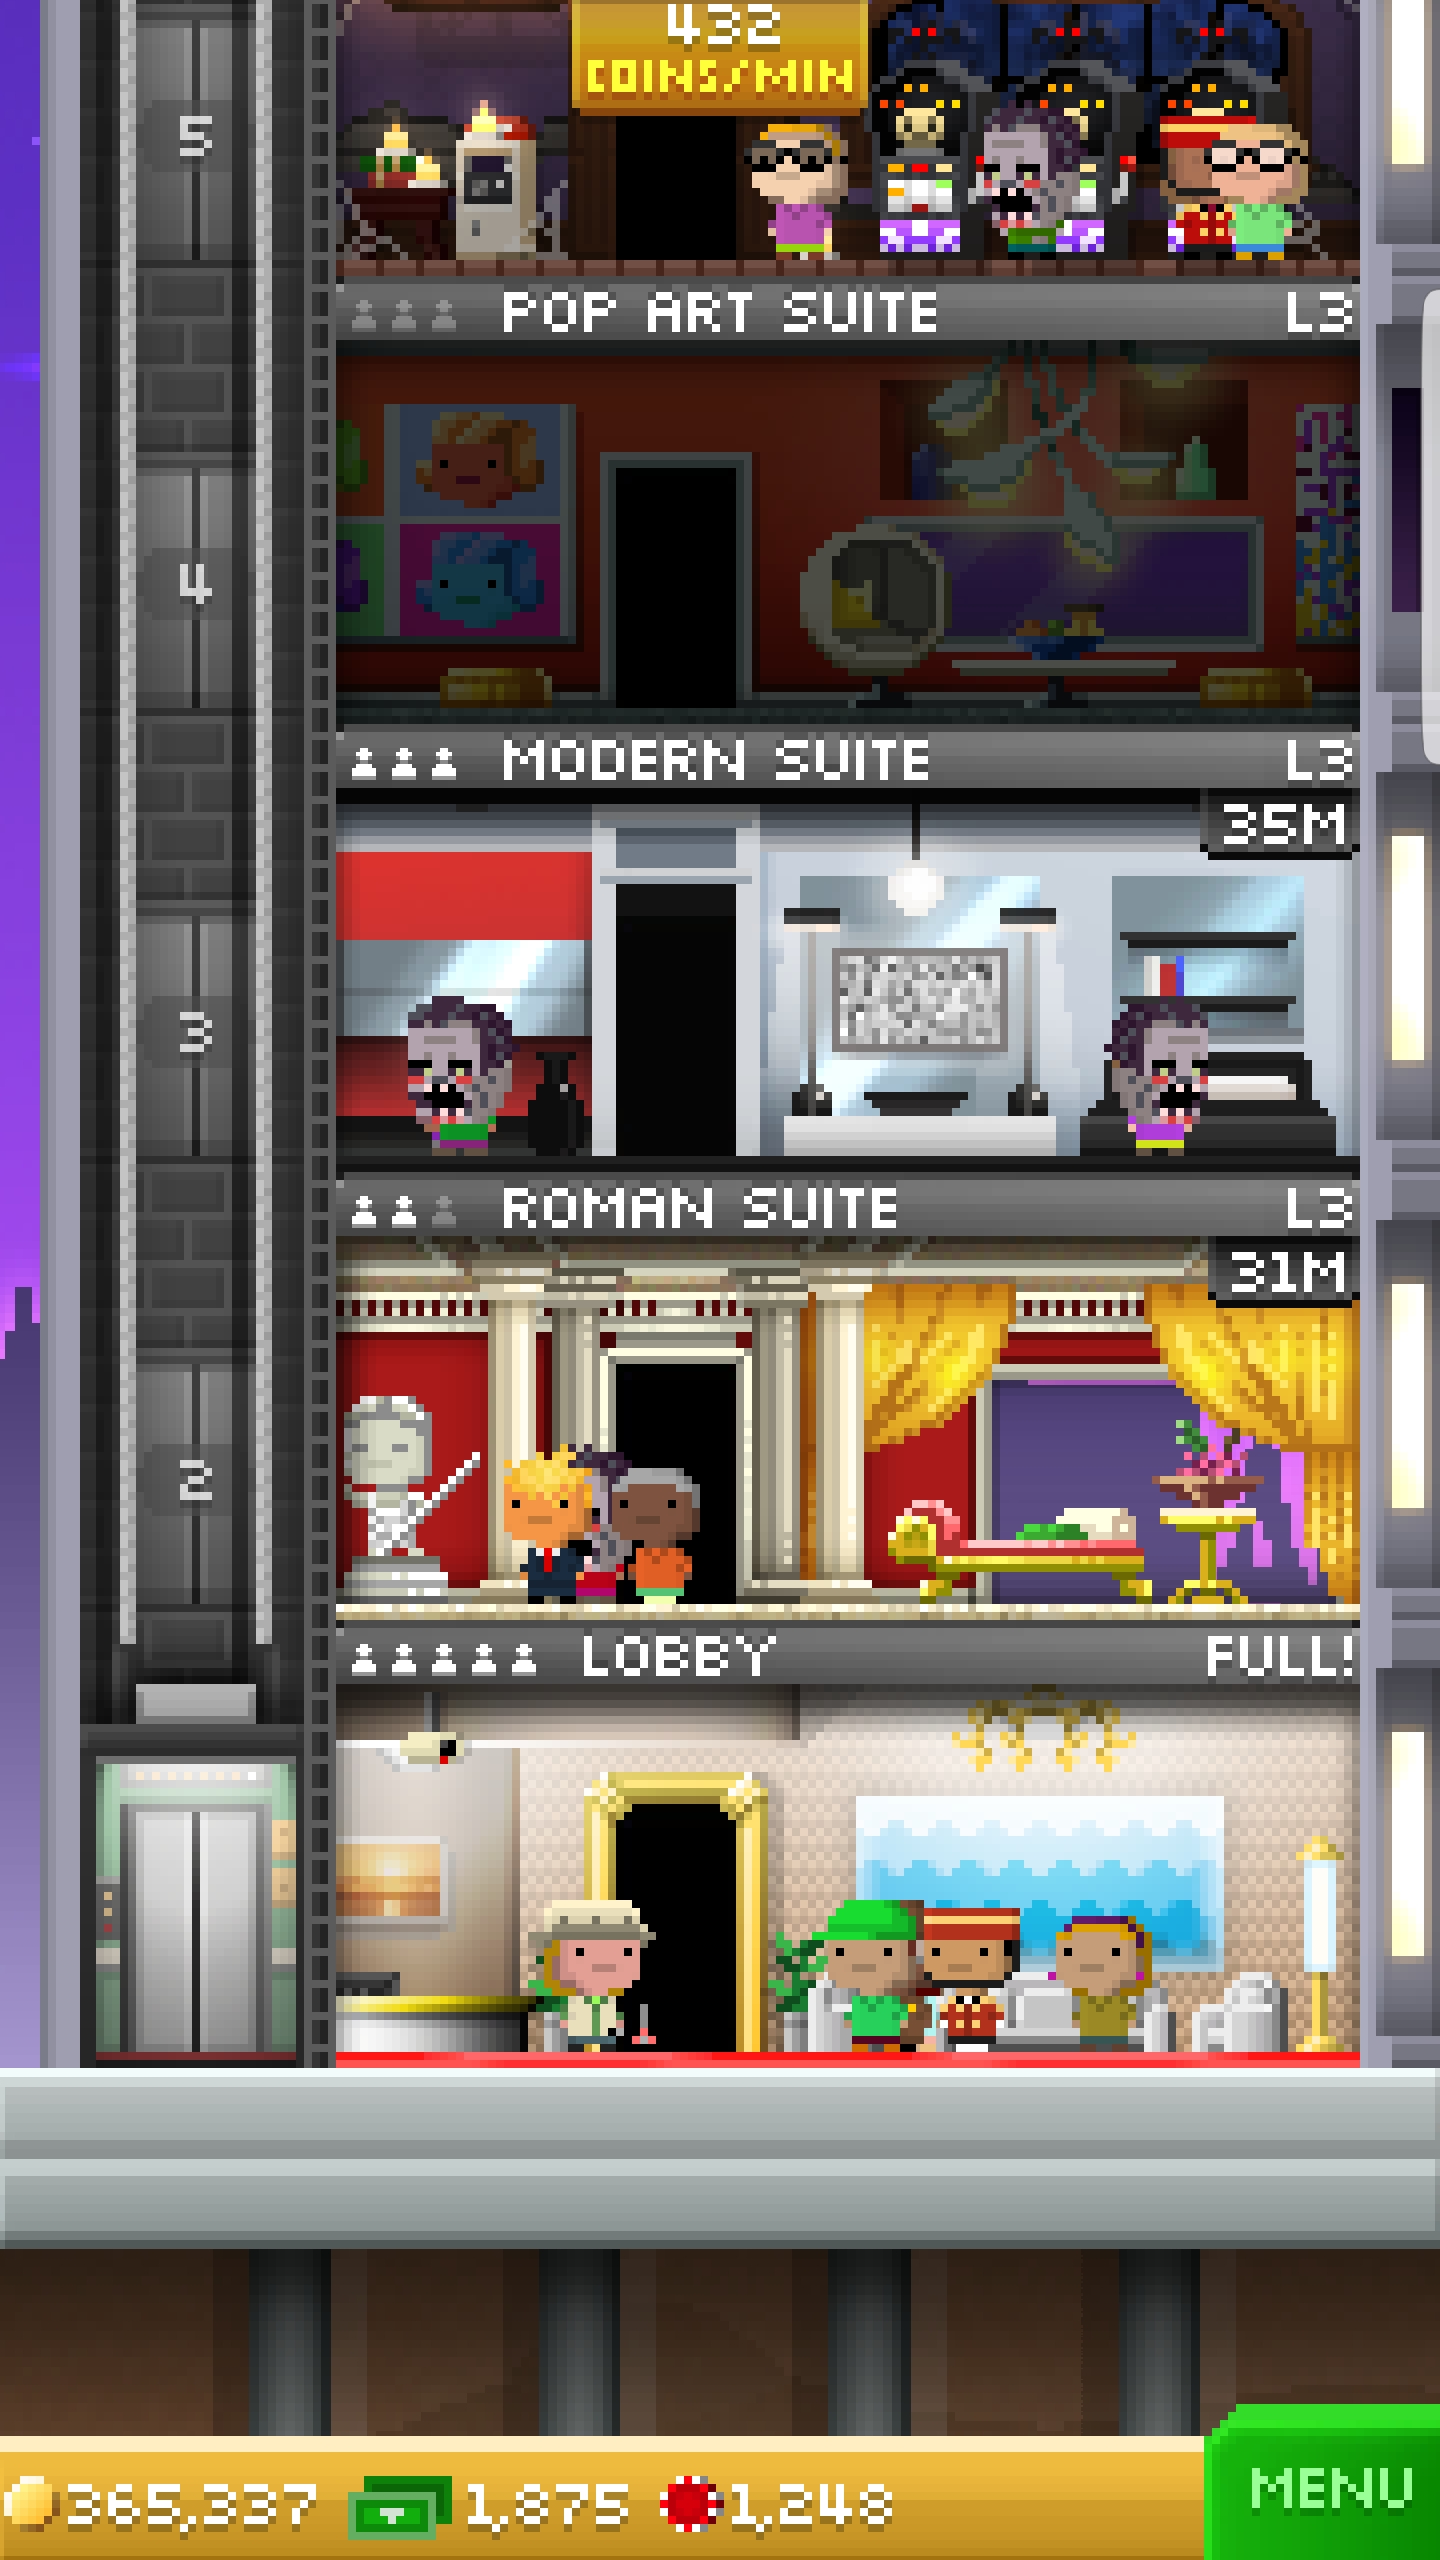 432
COINS/MIN
5
POP ART SUITE L3
4
MODERN SUITE L3
35M
3
ROMAN SUITE L3
31M
2
LOBBY FULL!
365,337 1,875 1,248
MENU